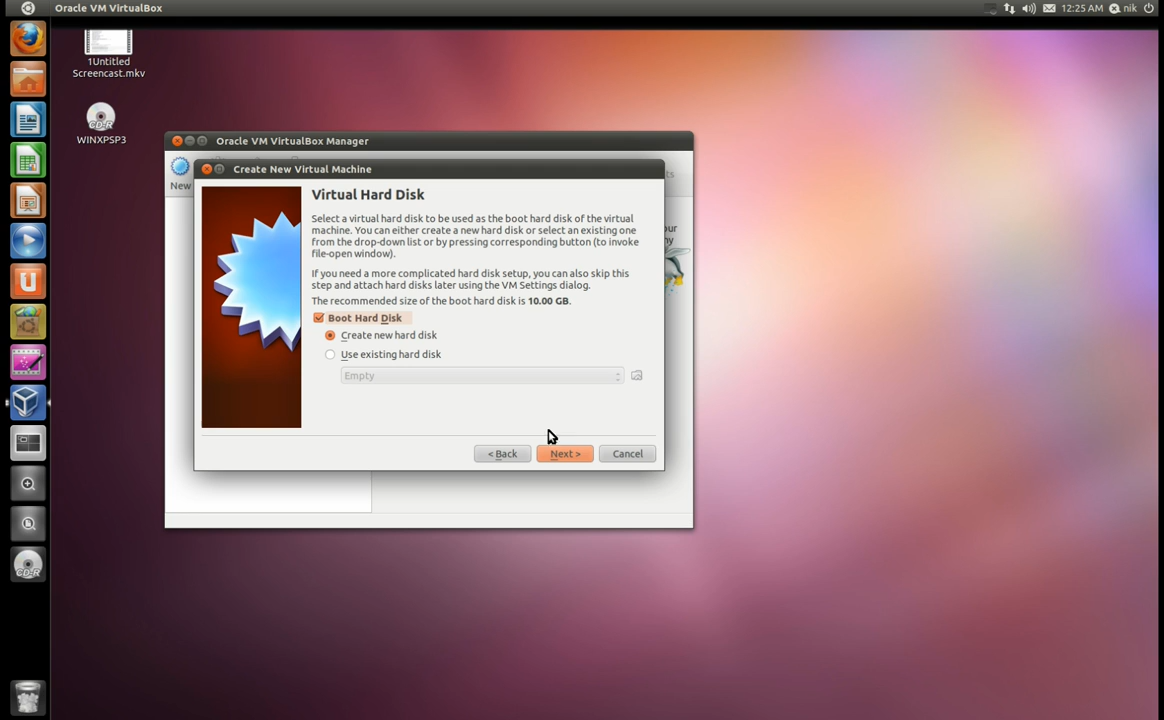 Oracle VM VirtualBox
12:25 AM
nik
1Untitled
Screencast.mkv
CD-R
WINXPSP3
Oracle VM VirtualBox Manager
New
Create New Virtual Machine
Virtual Hard Disk
Select a virtual hard disk to be used as the boot hard disk of the virtual
machine. You can either create a new hard disk or select an existing one
from the drop-down list or by pressing corresponding button (to invoke
file-open window).
If you need a more complicated hard disk setup, you can also skip this
step and attach hard disks later using the VM Settings dialog.
The recommended size of the boot hard disk is 10.00 GB.
Boot Hard Disk
Create new hard disk
Use existing hard disk
Empty
< Back
Next >
Cancel
CD-R